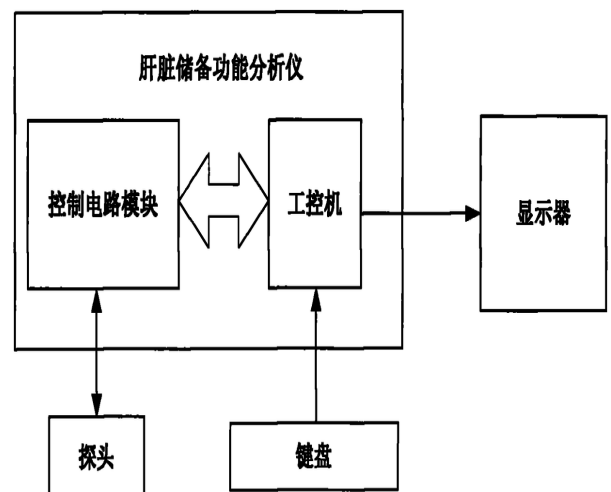 肝脏储备功能分析仪
控制电路模块
工控机
显示器
探头
键盘